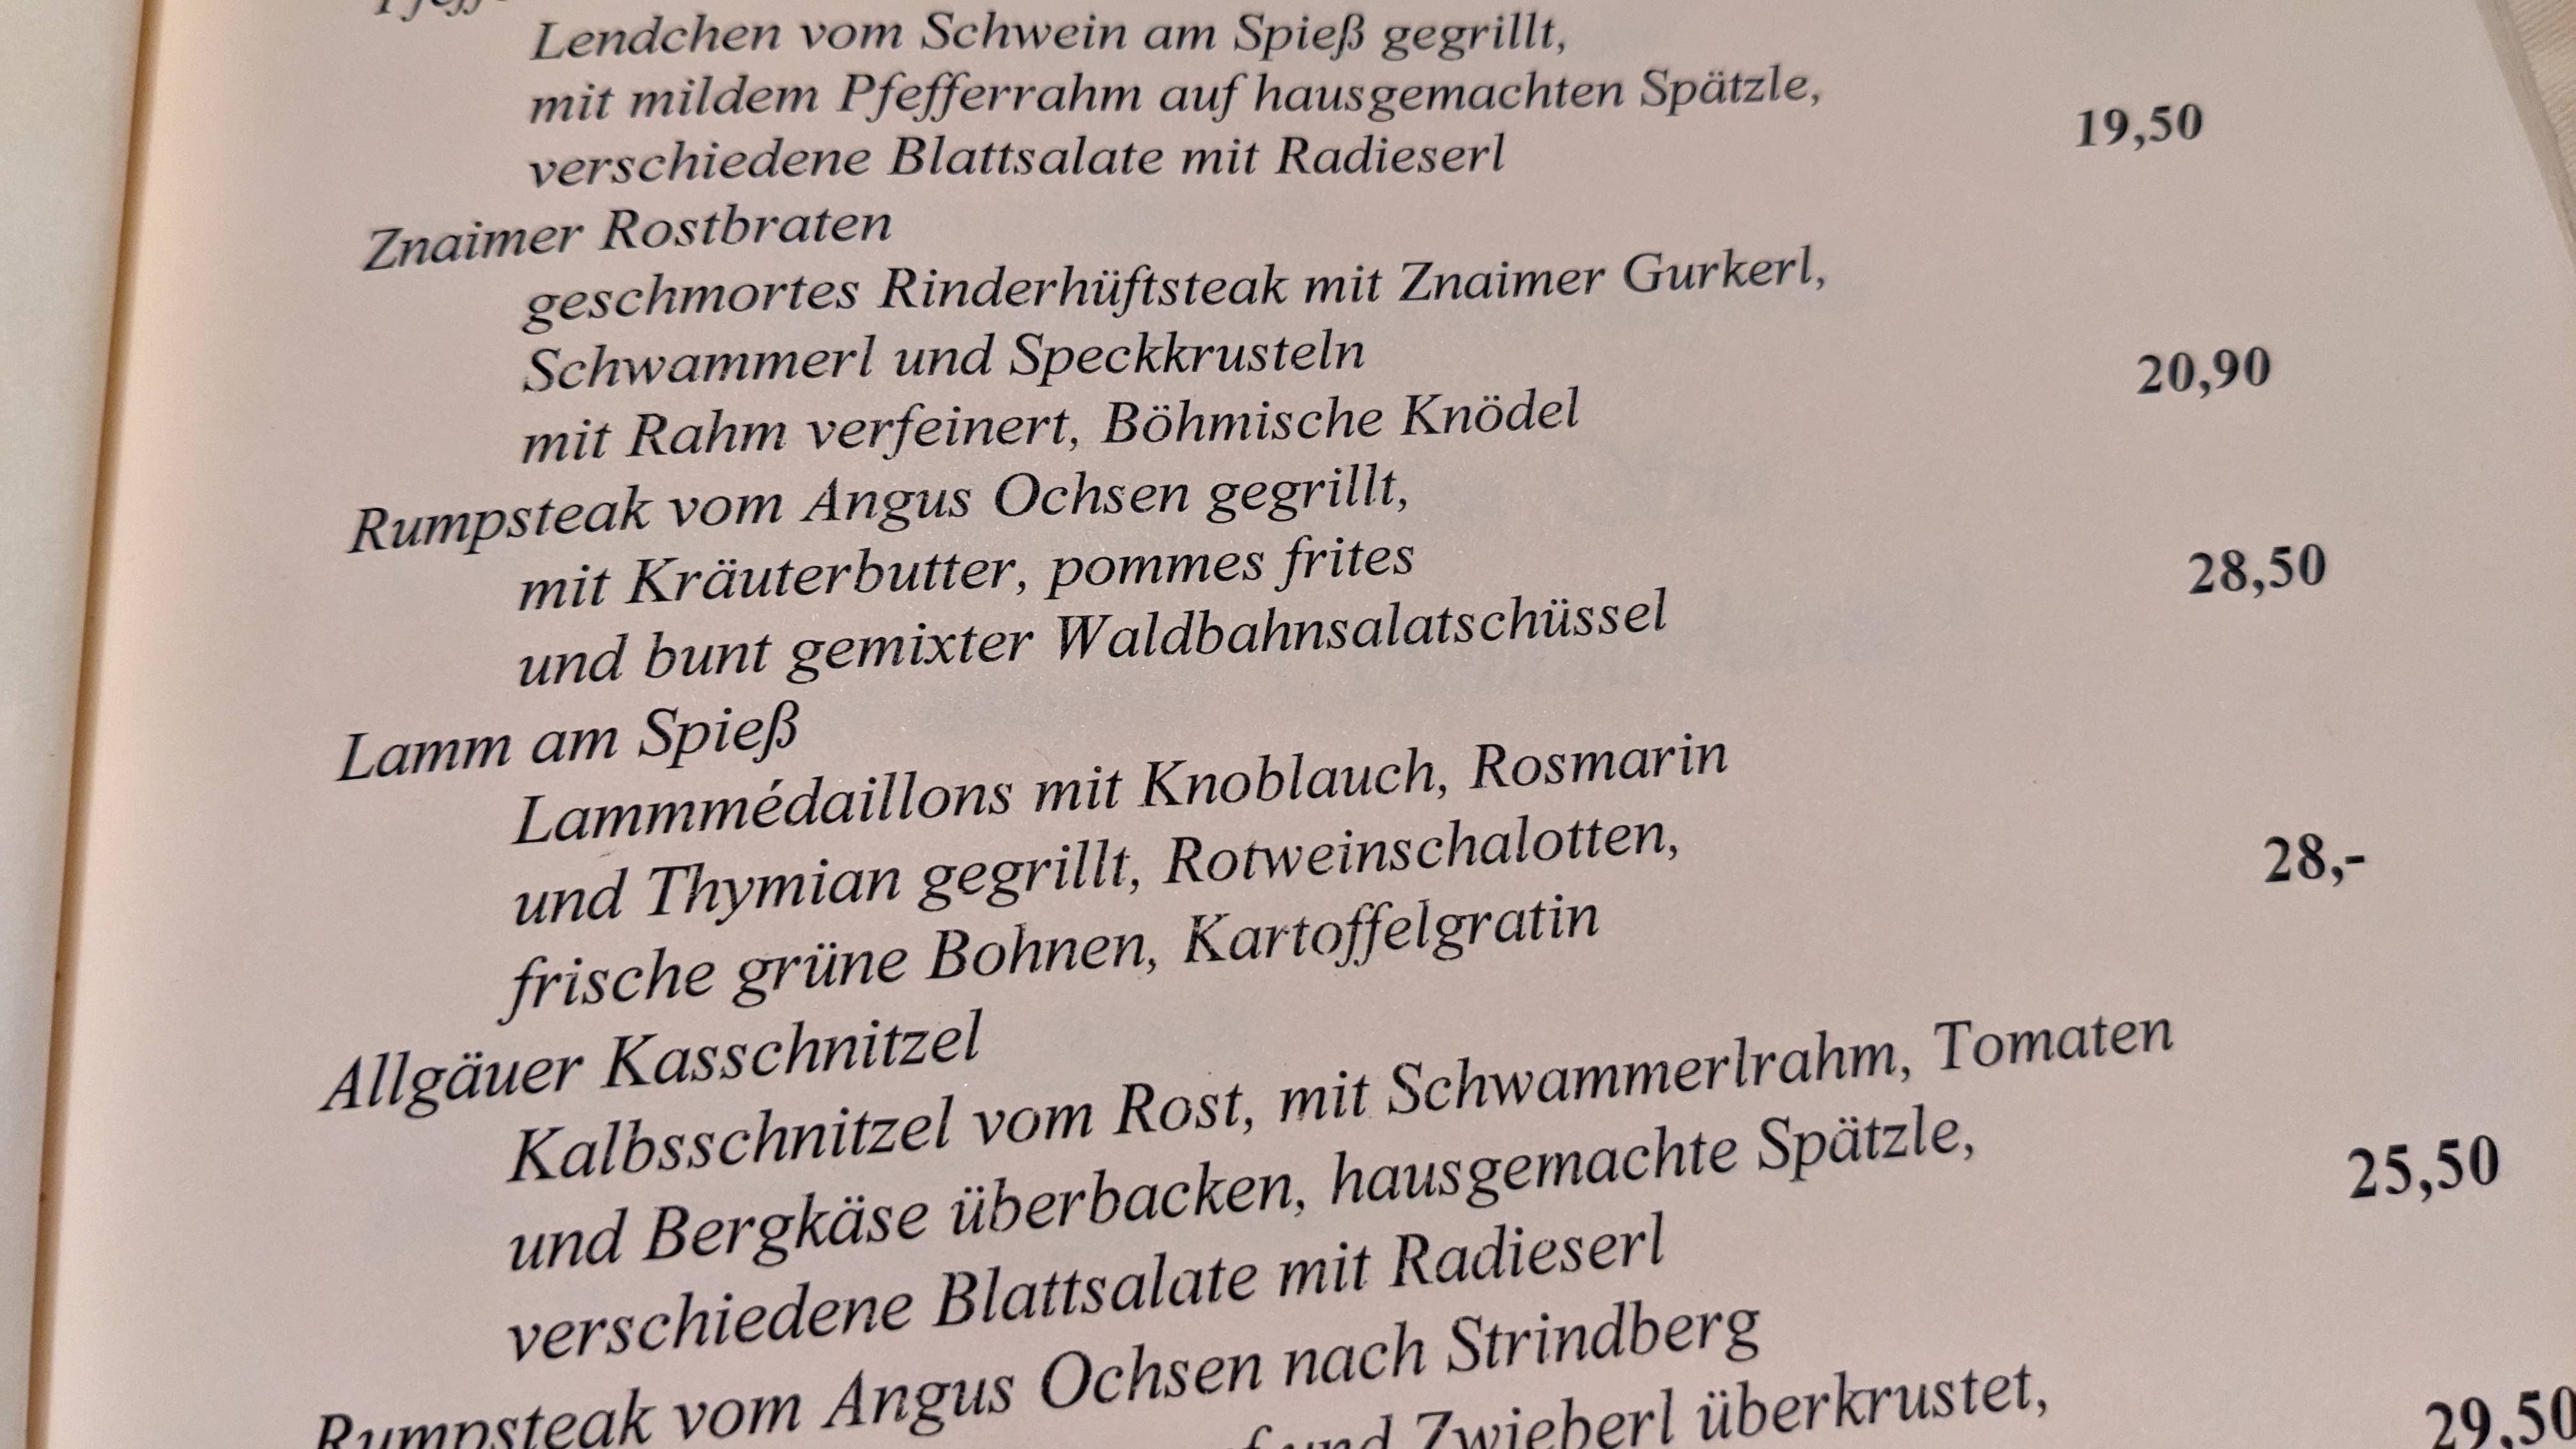 Lendchen vom Schwein am Spieß gegrillt,
mit mildem Pfefferrahm auf hausgemachten Spätzle,
verschiedene Blattsalate mit Radieserl 19,50
Znaimer Rostbraten
geschmortes Rinderhüftsteak mit Znaimer Gurkerl,
Schwammerl und Speckkrusteln
mit Rahm verfeinert, Böhmische Knödel 20,90
Rumpsteak vom Angus Ochsen gegrillt,
mit Kräuterbutter, pommes frites
und bunt gemixter Waldbahnsalatschüssel 28,50
Lamm am Spieß
Lammmédaillons mit Knoblauch, Rosmarin
und Thymian gegrillt, Rotweinschalotten,
frische grüne Bohnen, Kartoffelgratin 28,-
Allgäuer Kasschnitzel
Kalbsschnitzel vom Rost, mit Schwammerlrahm, Tomaten
und Bergkäse überbacken, hausgemachte Spätzle,
verschiedene Blattsalate mit Radieserl 25,50
Rumpsteak vom Angus Ochsen nach Strindberg
und Zwieberl überkrustet, 29,50